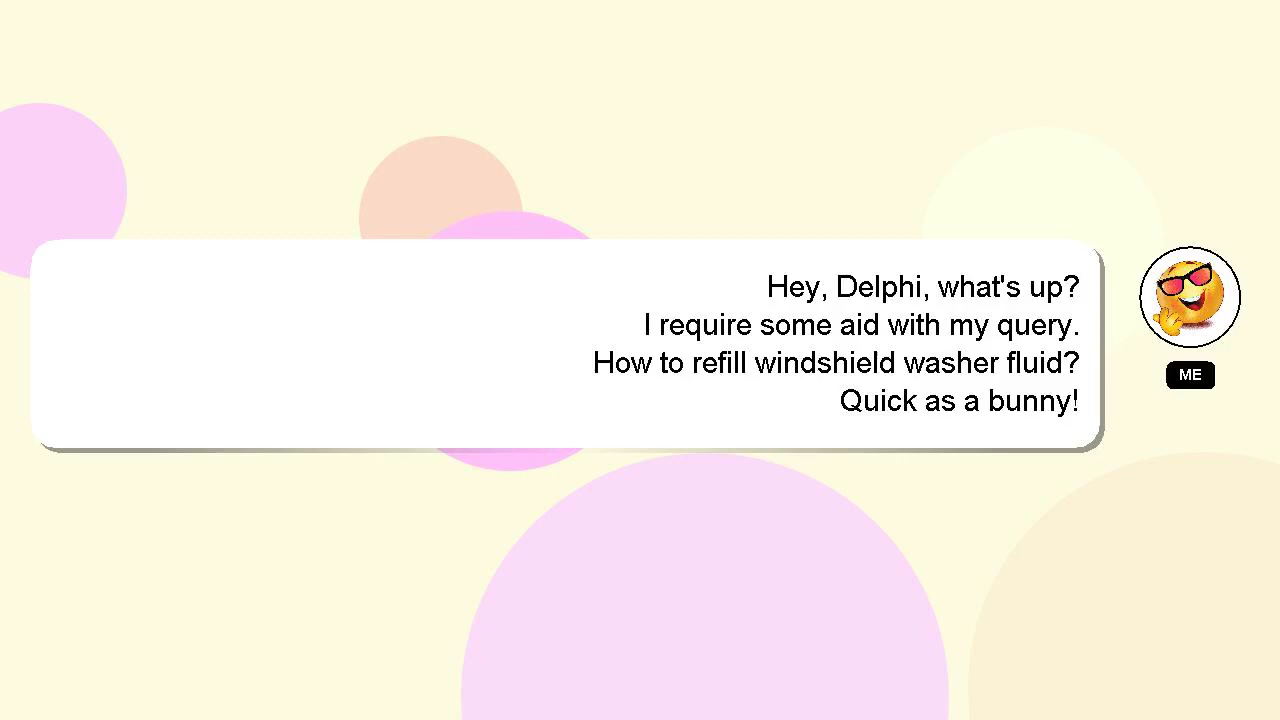 Hey, Delphi, what's up?
I require some aid with my query.
How to refill windshield washer fluid?
Quick as a bunny!
ME